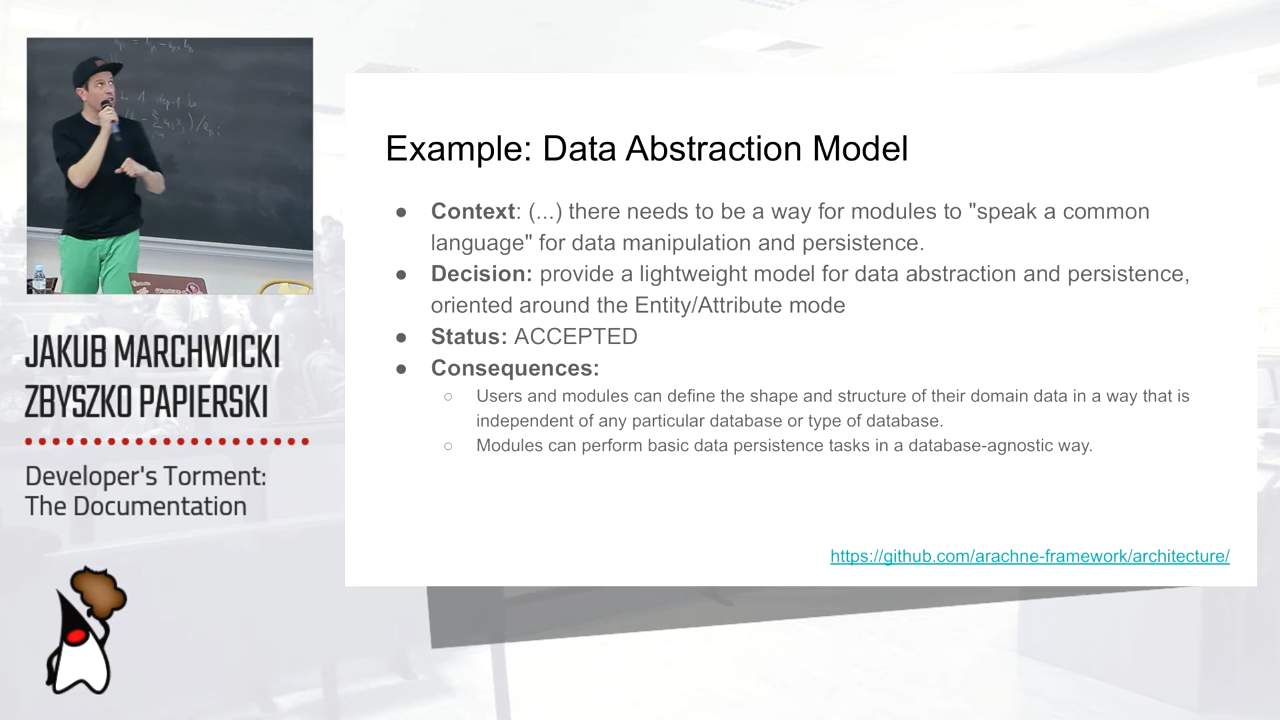 JAKUB MARCHWICKI
ZBYSZKO PAPIERSKI
Developer's Torment:
The Documentation
Example: Data Abstraction Model
● Context: (...) there needs to be a way for modules to "speak a common
language" for data manipulation and persistence.
● Decision: provide a lightweight model for data abstraction and persistence,
oriented around the Entity/Attribute mode
● Status: ACCEPTED
● Consequences:
○ Users and modules can define the shape and structure of their domain data in a way that is
independent of any particular database or type of database.
○ Modules can perform basic data persistence tasks in a database-agnostic way.
https://github.com/arachne-framework/architecture/